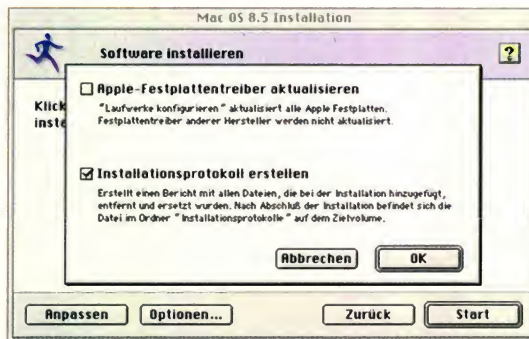 Mac OS 8.5 Installation
Software installieren
?
Apple-Festplattentreiber aktualisieren
"Laufwerke konfigurieren" aktualisiert alle Apple Festplatten.
Festplattentreiber anderer Hersteller werden nicht aktualisiert.
Klick
inste
Installationsprotokoll erstellen
Erstellt einen Bericht mit allen Dateien, die bei der Installation hinzugefügt,
entfernt und ersetzt wurden. Nach Abschluß der Installation befindet sich die
Datei im Ordner "Installationsprotokolle" auf dem Zielvolume.
Abbrechen
OK
Anpassen
Optionen...
Zurück
Start